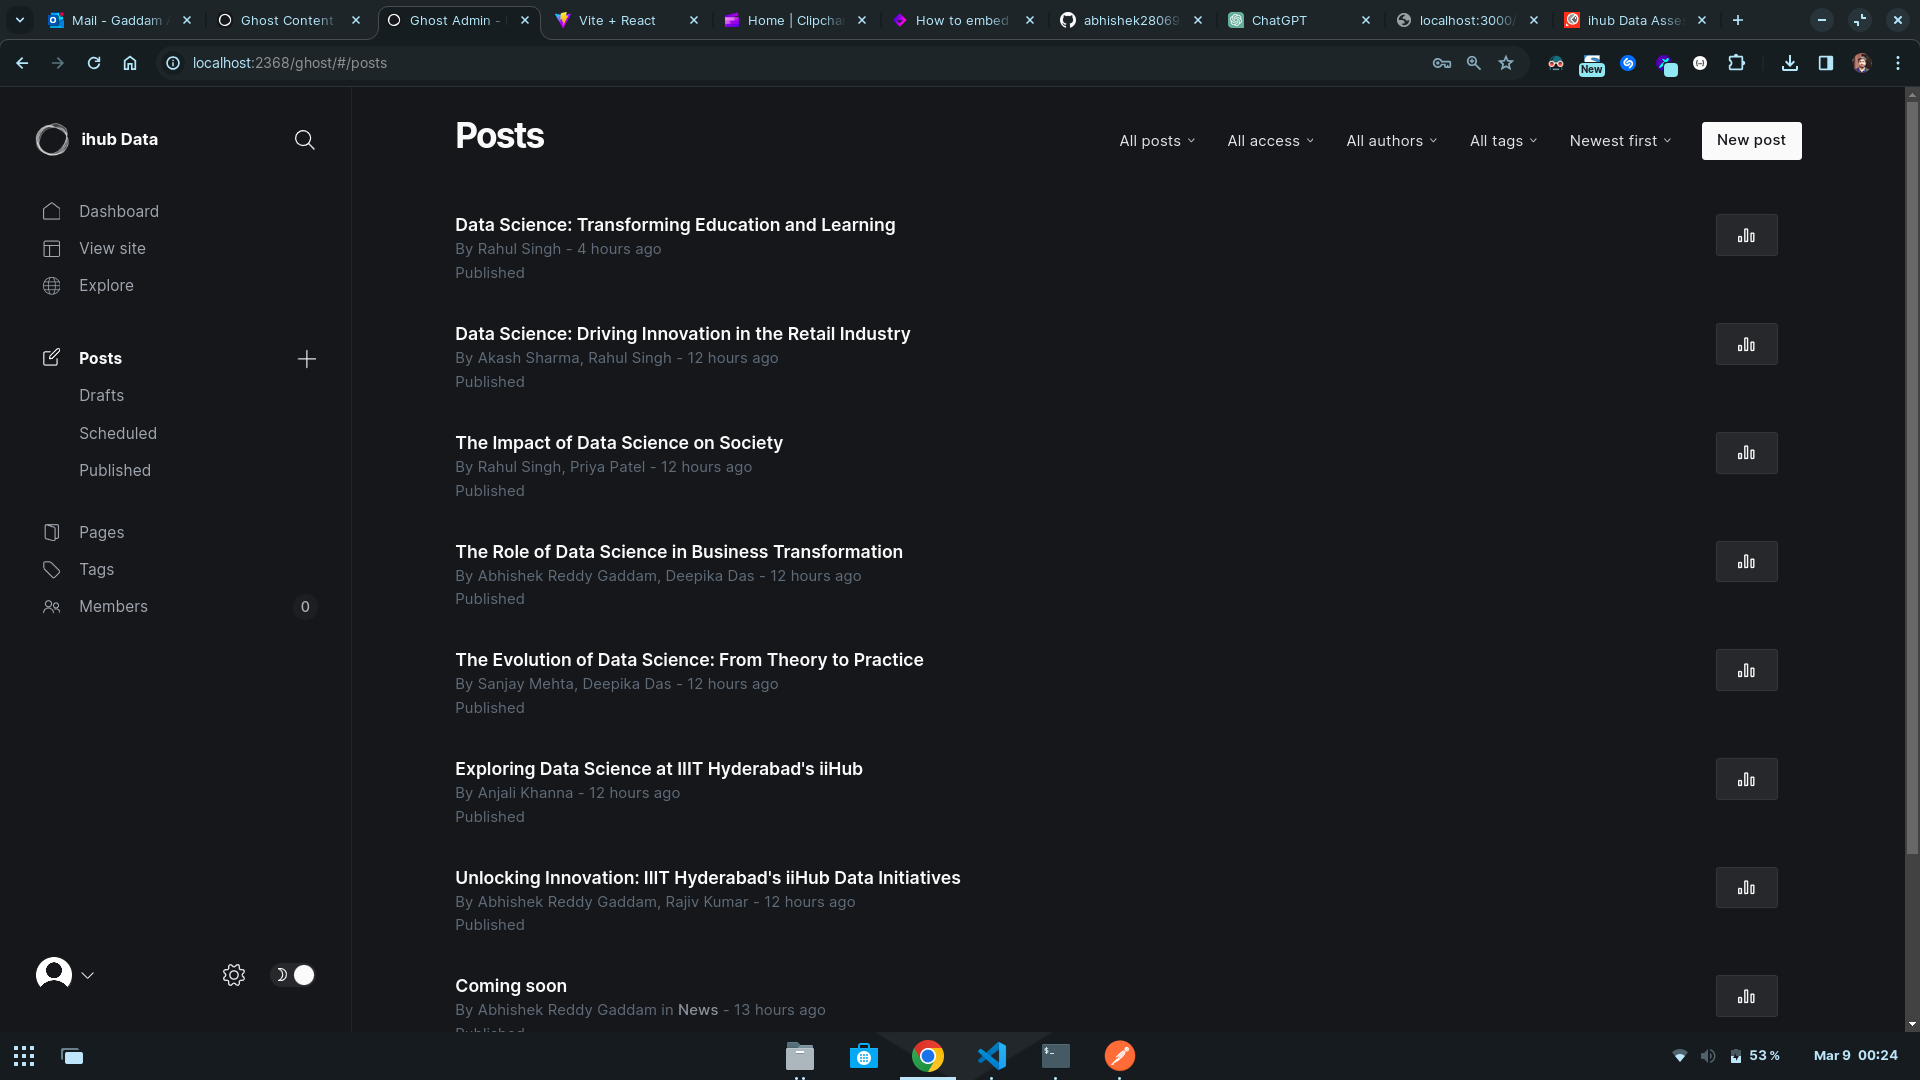 Mail - Gaddam A
Ghost Content
Ghost Admin -
Vite + React
Home | Clipcha
How to embed
abhishek28069
ChatGPT
localhost:3000/
ihub Data Asse
localhost:2368/ghost/#/posts
New
ihub Data
Dashboard
View site
Explore
Posts
Drafts
Scheduled
Published
Pages
Tags
Members 0
Posts
All posts
All access
All authors
All tags
Newest first
New post
Data Science: Transforming Education and Learning
By Rahul Singh - 4 hours ago
Published
Data Science: Driving Innovation in the Retail Industry
By Akash Sharma, Rahul Singh - 12 hours ago
Published
The Impact of Data Science on Society
By Rahul Singh, Priya Patel - 12 hours ago
Published
The Role of Data Science in Business Transformation
By Abhishek Reddy Gaddam, Deepika Das - 12 hours ago
Published
The Evolution of Data Science: From Theory to Practice
By Sanjay Mehta, Deepika Das - 12 hours ago
Published
Exploring Data Science at IIIT Hyderabad's iiHub
By Anjali Khanna - 12 hours ago
Published
Unlocking Innovation: IIIT Hyderabad's iiHub Data Initiatives
By Abhishek Reddy Gaddam, Rajiv Kumar - 12 hours ago
Published
Coming soon
By Abhishek Reddy Gaddam in News - 13 hours ago
Published
53 %
Mar 9 00:24